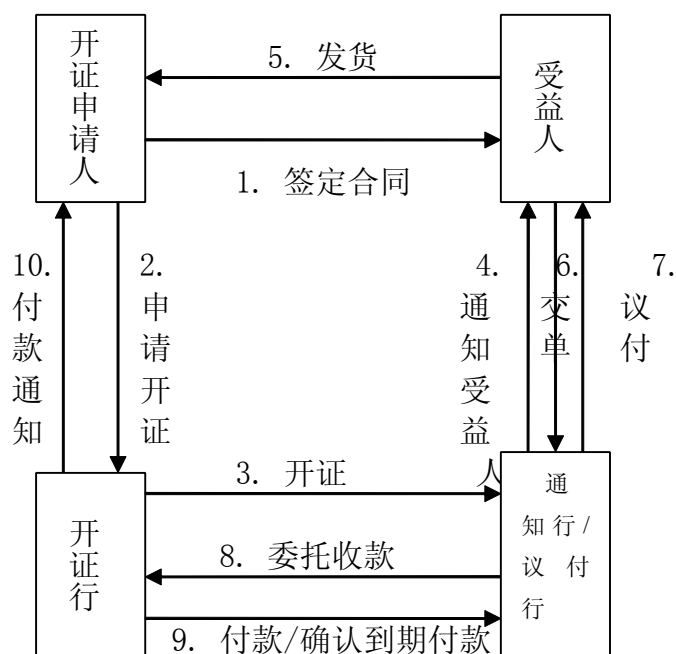 开证申请人
5. 发货
受益人
1. 签定合同
10. 付款通知
2. 申请开证
4. 通知受益人
6. 交单
7. 议付
3. 开证
开证行
8. 委托收款
通
知行/
议付
行
9. 付款/确认到期付款